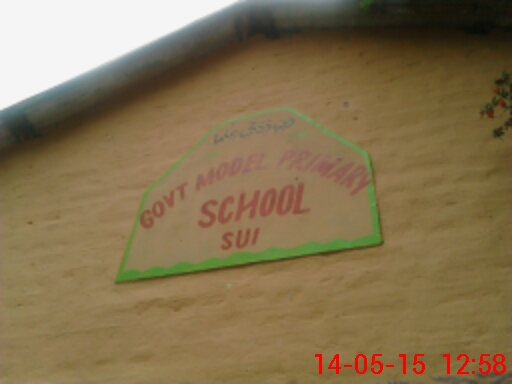 GOVT MODEL PRIMARY
SCHOOL
SUI
14-05-15 12:58